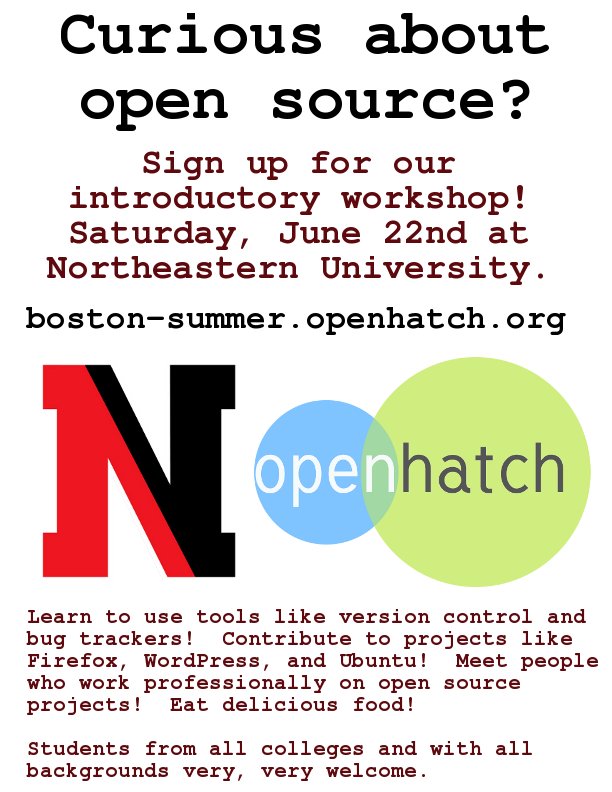 Curious about
open source?
Sign up for our
introductory workshop!
Saturday, June 22nd at
Northeastern University.
boston-summer.openhatch.org
N
openhatch
Learn to use tools like version control and
bug trackers!  Contribute to projects like
Firefox, WordPress, and Ubuntu!  Meet people
who work professionally on open source
projects!  Eat delicious food!
Students from all colleges and with all
backgrounds very, very welcome.